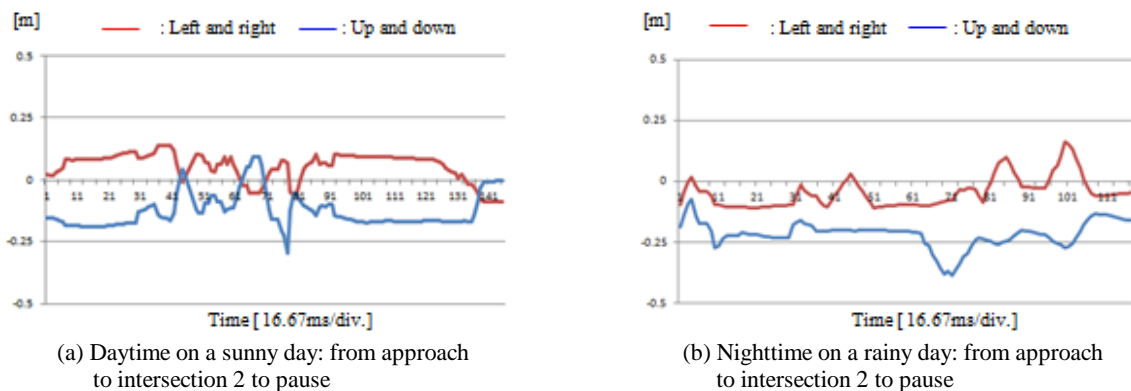 [m]
: Left and right
: Up and down
0.5
0.25
0
-0.25
-0.5
1 11 21 31 41 51 61 71 81 91 101 111 121 131 141
Time [ 16.67ms/div.]
(a) Daytime on a sunny day: from approach
to intersection 2 to pause
[m]
: Left and right
: Up and down
0.5
0.25
0
-0.25
-0.5
1 11 21 31 41 51 61 71 81 91 101 111
Time [ 16.67ms/div.]
(b) Nighttime on a rainy day: from approach
to intersection 2 to pause